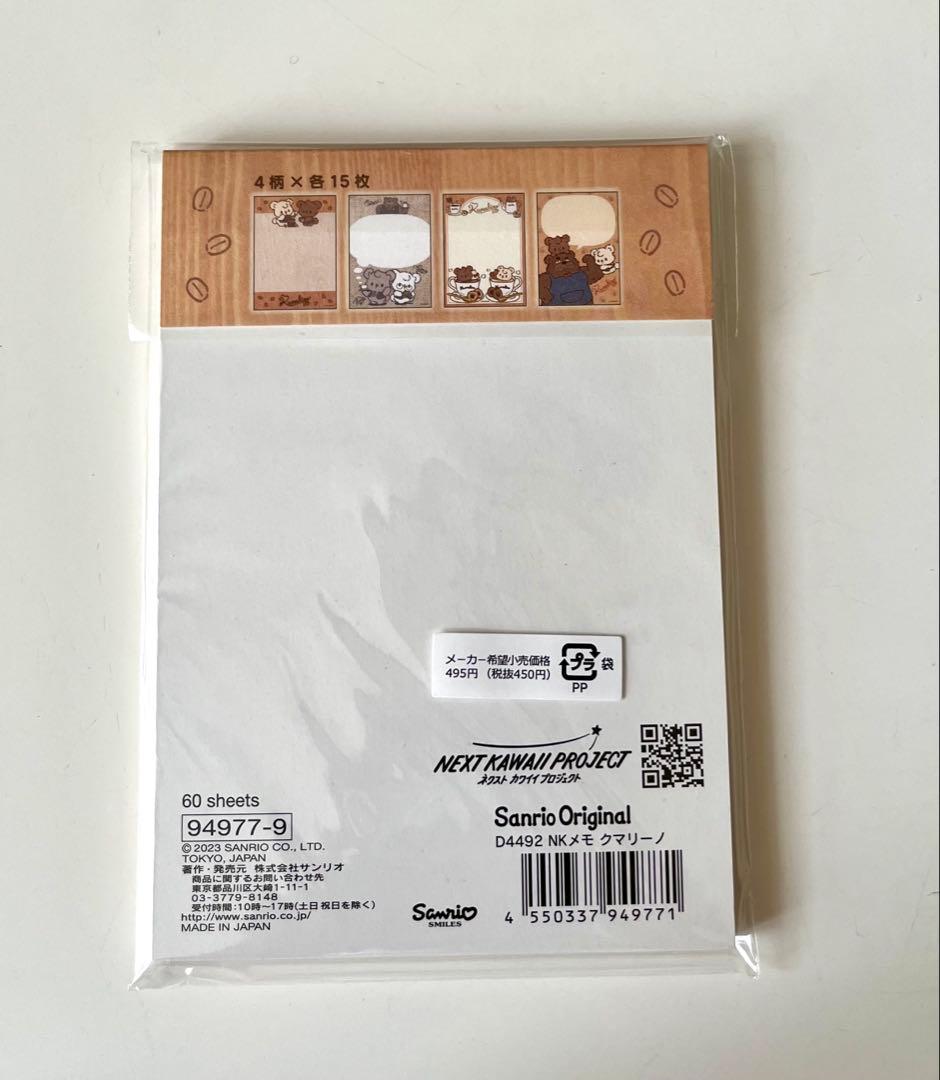 4柄×各15枚
メーカー希望小売価格
495円（税抜450円）
プラ
袋
PP
NEXT KAWAII PROJECT
ネクスト カワイイ プロジェクト
60 sheets
94977-9
© 2023 SANRIO CO., LTD.
TOKYO, JAPAN
著作・発売元 株式会社サンリオ
商品に関するお問い合わせ先
東京都品川区大崎1-11-1
03-3779-8148
受付時間:10時～17時(土日祝日を除く)
http://www.sanrio.co.jp/
MADE IN JAPAN
Sanrio
SMILES
Sanrio Original
D4492 NKメモ クマリーノ
4 550337 949771